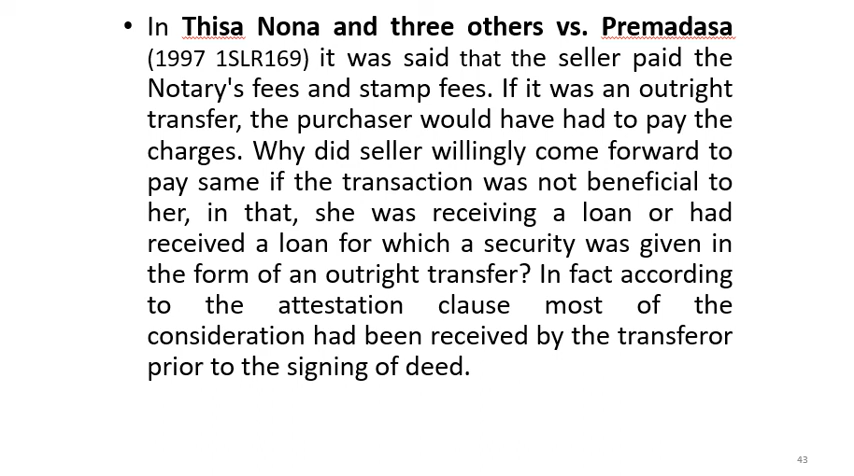 • In Thisa Nona and three others vs. Premadasa
(1997 1SLR169) it was said that the seller paid the
Notary's fees and stamp fees. If it was an outright
transfer, the purchaser would have had to pay the
charges. Why did seller willingly come forward to
pay same if the transaction was not beneficial to
her, in that, she was receiving a loan or had
received a loan for which a security was given in
the form of an outright transfer? In fact according
to the attestation clause most of the
consideration had been received by the transferor
prior to the signing of deed.
43